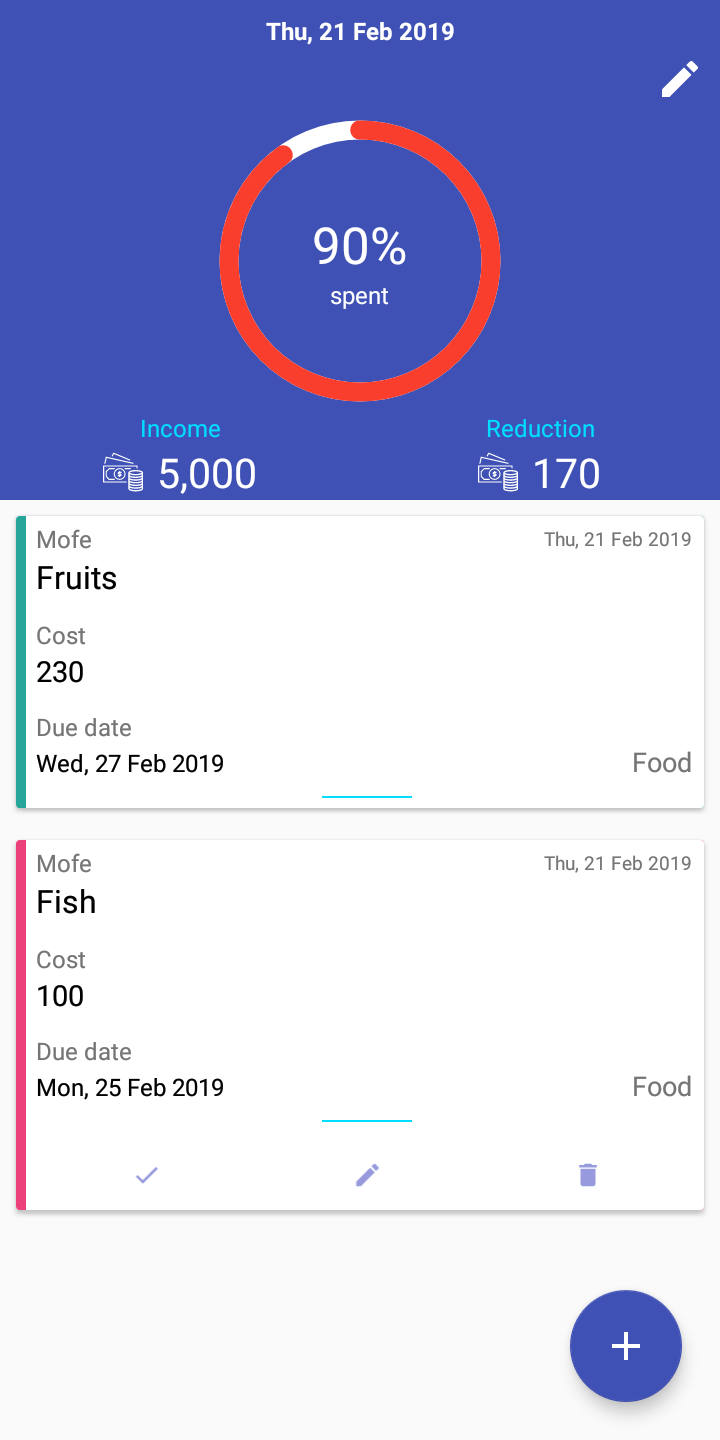 Thu, 21 Feb 2019
90%
spent
Income
Reduction
5,000
170
Mofe
Thu, 21 Feb 2019
Fruits
Cost
230
Due date
Wed, 27 Feb 2019
Food
Mofe
Thu, 21 Feb 2019
Fish
Cost
100
Due date
Mon, 25 Feb 2019
Food